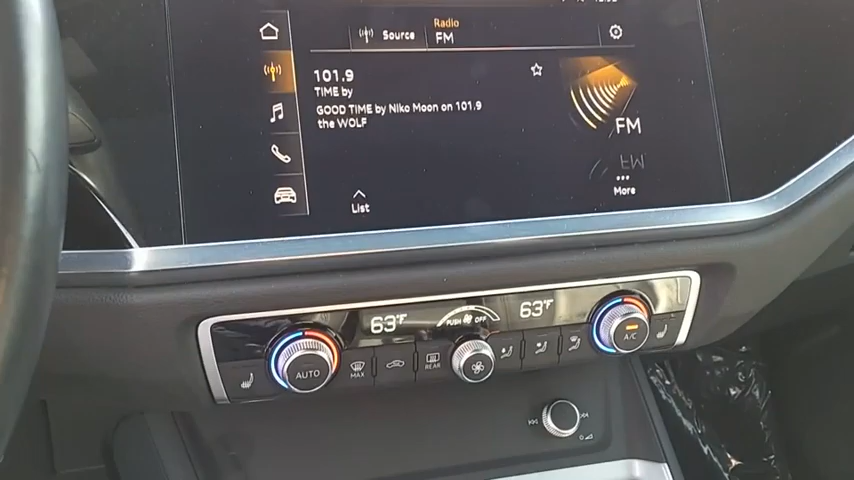 Radio
Source
FM
101.9
TIME by
GOOD TIME by Niko Moon on 101.9
the WOLF
FM
List
More
63°F
PUSH OFF
63°F
AUTO
MAX
REAR
A/C